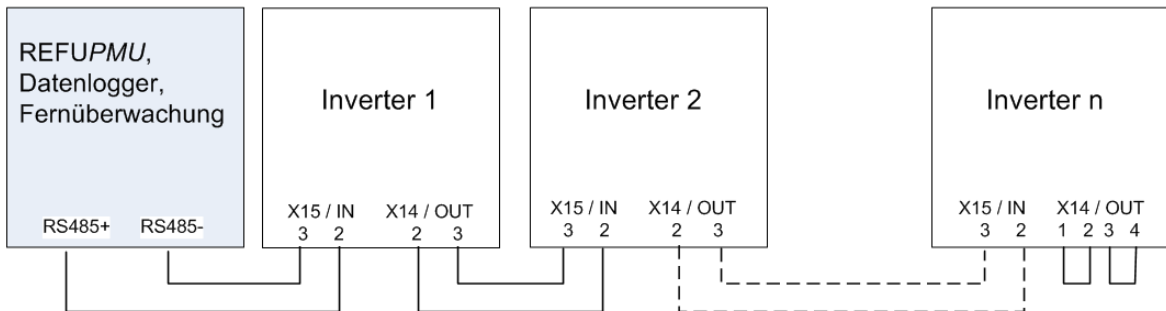 REFUPMU,
Datenlogger,
Fernüberwachung
RS485+ RS485-
Inverter 1
X15 / IN X14 / OUT
3 2 2 3
Inverter 2
X15 / IN X14 / OUT
3 2 2 3
Inverter n
X15 / IN X14 / OUT
3 2 1 2 3 4